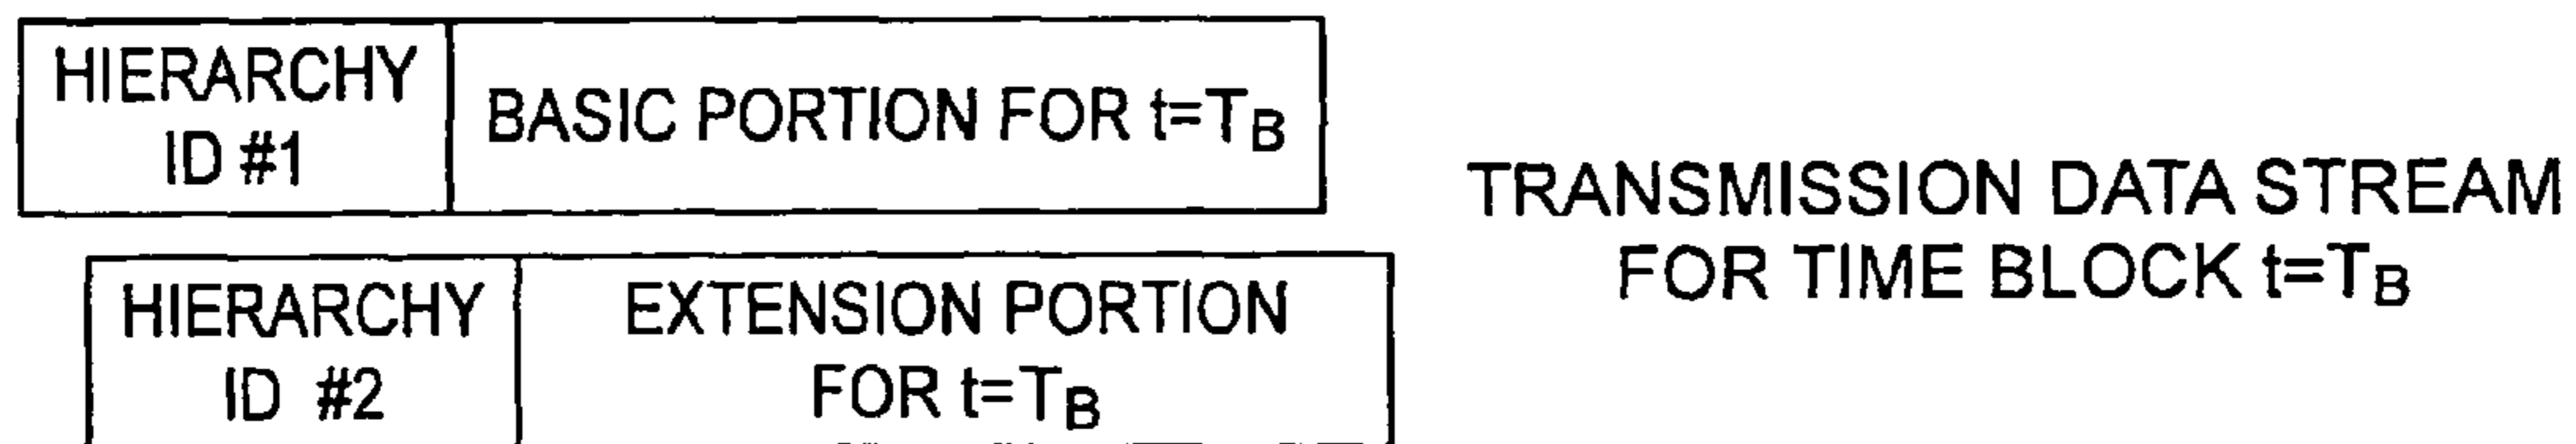 HIERARCHY
ID #1
BASIC PORTION FOR t=TB
TRANSMISSION DATA STREAM
FOR TIME BLOCK t=TB
HIERARCHY
ID #2
EXTENSION PORTION
FOR t=TB